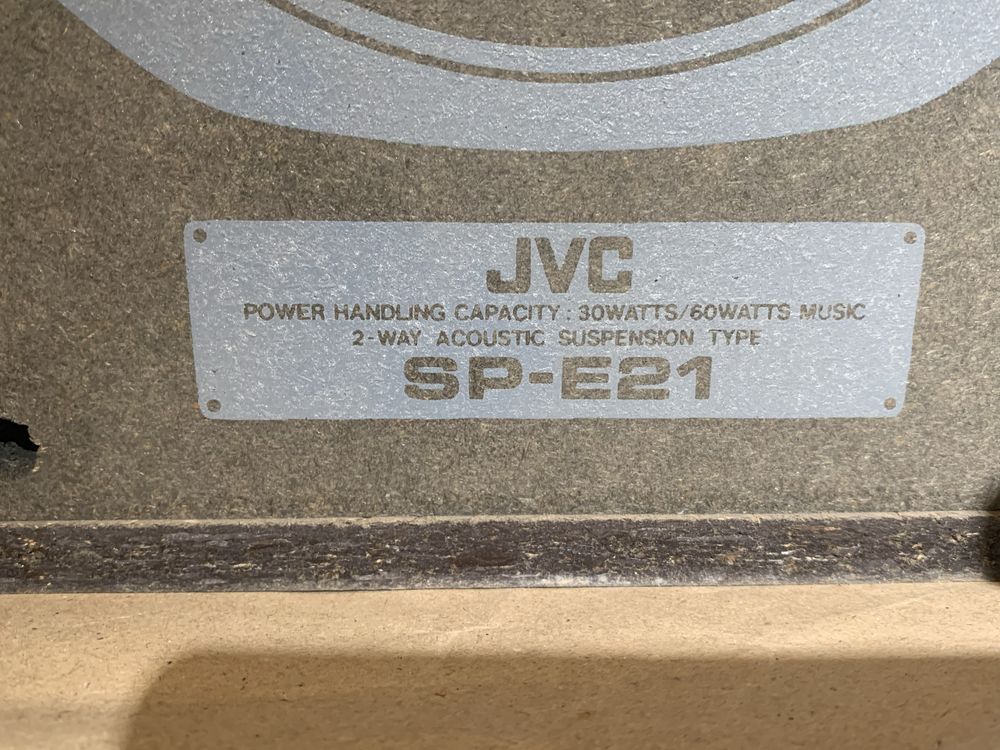 JVC
POWER HANDLING CAPACITY : 30WATTS/60WATTS MUSIC
2-WAY ACOUSTIC SUSPENSION TYPE
SP-E21